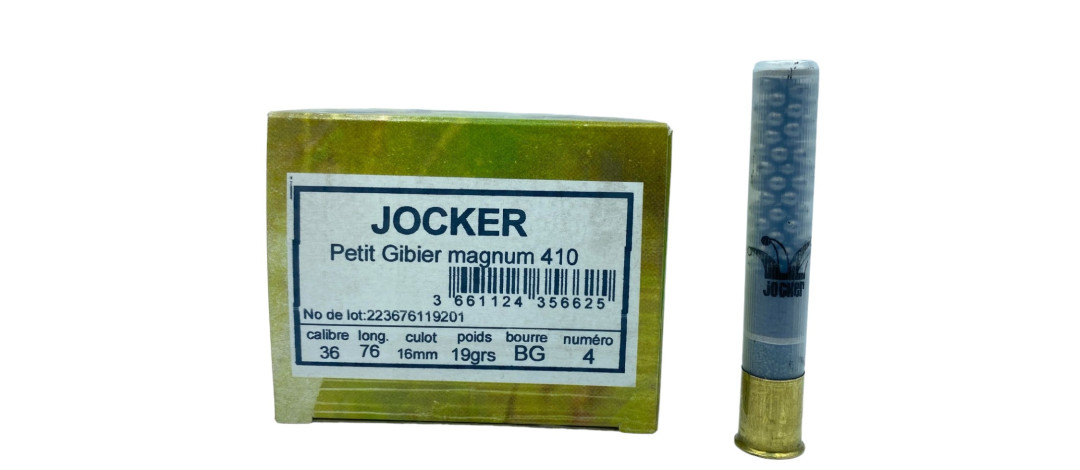 JOCKER
Petit Gibier magnum 410
3 661124 356625
No de lot:223676119201
calibre long. culot poids bourre numéro
36 76 16mm 19grs BG 4
JOCKER